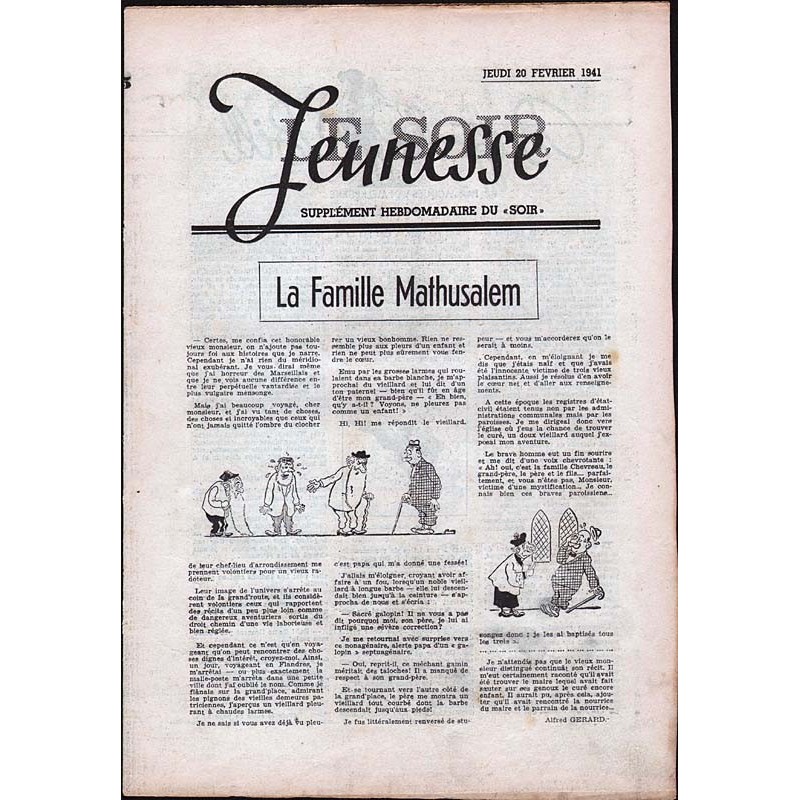 JEUDI 20 FEVRIER 1941
LE SOIR
Jeunesse
SUPPLÉMENT HEBDOMADAIRE DU «SOIR»
La Famille Mathusalem
— Certes, me confia cet honorable
vieux monsieur, on n'ajoute pas tou-
jours foi aux histoires que je narre.
Cependant je n'ai rien du méridio-
nal exubérant. Je vous dirai même
que j'ai horreur des Marseillais et
que je ne vois aucune différence en-
tre leur perpétuelle vantardise et le
plus vulgaire mensonge.
Mais j'ai beaucoup voyagé, cher
monsieur, et j'ai vu tant de choses,
des choses si incroyables que ceux qui
n'ont jamais quitté l'ombre du clocher
de leur chef-lieu d'arrondissement me
prennent volontiers pour un vieux ra-
doteur.
Leur image de l'univers s'arrête au
coin de la grand'route, et ils considè-
rent volontiers ceux qui rapportent
des récits d'un peu plus loin comme
de dangereux aventuriers sortis du
droit chemin d'une vie laborieuse et
bien réglée.
Et cependant ce n'est qu'en voya-
geant qu'on peut rencontrer des cho-
ses dignes d'intérêt, croyez-moi. Ainsi,
un jour, voyageant en Flandres, je
m'arrêtai — ou plus exactement la
malle-poste m'arrêta dans une petite
ville dont j'ai oublié le nom. Comme je
flânais sur la grand'place, admirant
les pignons des vieilles demeures pa-
triciennes, j'aperçus un vieillard pleu-
rant à chaudes larmes.
Je ne sais si vous avez déjà vu pleu-
rer un vieux bonhomme. Rien ne res-
semble plus aux pleurs d'un enfant et
rien ne peut plus sûrement vous fen-
dre le cœur.
Emu par les grosses larmes qui rou-
laient dans sa barbe blanche, je m'ap-
prochai du vieillard et lui dit d'un
ton paternel — bien qu'il fût en âge
d'être mon grand-père — « Eh bien,
qu'y a-t-il ? Voyons, ne pleurez pas
comme un enfant! »
Hi, Hi! me répondit le vieillard,
c'est papa qui m'a donné une fessée!
J'allais m'éloigner, croyant avoir af-
faire à un fou, lorsqu'un noble vieil-
lard à longue barbe — elle lui descen-
dait bien jusqu'à la ceinture — s'ap-
procha de nous et s'écria :
— Sacré galopin! Il ne vous a pas
dit pourquoi moi, son père, je lui ai
infligé une sévère correction?
Je me retournai avec surprise vers
ce nonagénaire, alerte papa d'un « ga-
lopin » septuagénaire.
— Oui, reprit-il, ce méchant gamin
méritait des taloches! Il a manqué de
respect à son grand-père.
Et se tournant vers l'autre côté de
la grand'place, le père me montra un
vieillard tout courbé dont la barbe
descendait jusqu'aux pieds!
Je fus littéralement renversé de stu-
peur — et vous m'accorderez qu'on le
serait à moins.
Cependant, en m'éloignant je me
dis que j'étais naïf et que j'avais
été l'innocente victime de trois vieux
plaisantins. Aussi résolus d'en avoir
le cœur net et d'aller aux renseigne-
ments.
A cette époque les registres d'état-
civil étaient tenus non par les admi-
nistrations communales mais par les
paroisses. Je me dirigeai donc vers
l'église où j'eus la chance de trouver
le curé, un doux vieillard auquel j'ex-
posai mon aventure.
Le brave homme eut un fin sourire
et me dit d'une voix chevrotante :
« Ah! oui, c'est la famille Chevreau, le
grand-père, le père et le fils... parfai-
tement, et vous n'êtes pas, Monsieur,
victime d'une mystification... Je con-
nais bien ces braves paroissiens...
songez donc : je les ai baptisés tous
les trois ».
Je n'attendis pas que le vieux mon-
sieur distingué continuât son récit. Il
m'eut certainement raconté qu'il avait
été trouver le maire lequel avait fait
sauter sur ses genoux le curé encore
enfant. Il aurait pu, après cela, ajou-
ter qu'il avait rencontré la nourrice
du maire et le parrain de la nourrice...
Alfred GERARD.-